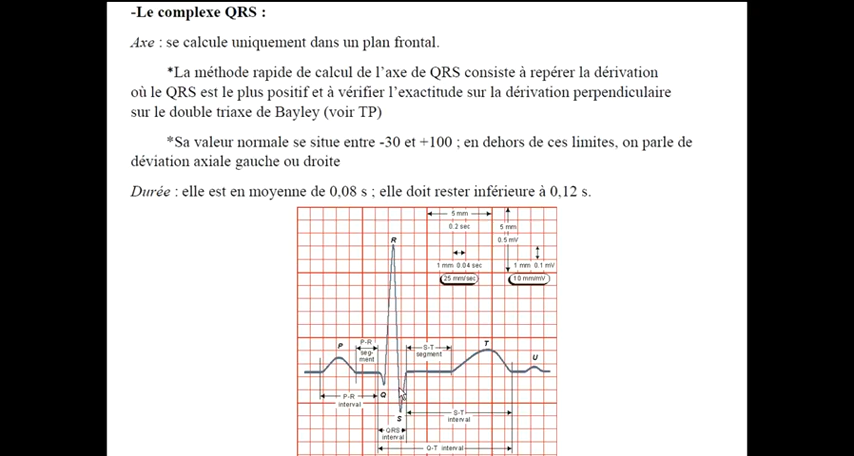 -Le complexe QRS :
Axe : se calcule uniquement dans un plan frontal.
*La méthode rapide de calcul de l'axe de QRS consiste à repérer la dérivation
où le QRS est le plus positif et à vérifier l'exactitude sur la dérivation perpendiculaire
sur le double triaxe de Bayley (voir TP)
*Sa valeur normale se situe entre -30 et +100 ; en dehors de ces limites, on parle de
déviation axiale gauche ou droite
Durée : elle est en moyenne de 0,08 s ; elle doit rester inférieure à 0,12 s.
5 mm
0.2 sec
5 mm
0.5 mV
R
1 mm 0.04 sec
1 mm 0.1 mV
25 mm/sec
10 mm/mV
P
P-R
seg-
ment
S-T
segment
T
U
P-R
interval
Q
S
S-T
interval
QRS
interval
Q-T interval